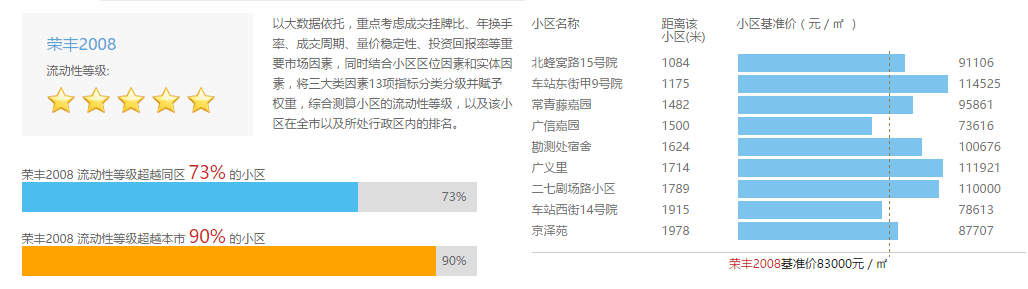 荣丰2008
流动性等级:
以大数据依托，重点考虑成交挂牌比、年换手
率、成交周期、量价稳定性、投资回报率等重
要市场因素，同时结合小区区位因素和实体因
素，将三大类因素13项指标分类分级并赋予
权重，综合测算小区的流动性等级，以及该小
区在全市以及所处行政区内的排名。
荣丰2008 流动性等级超越同区 73% 的小区
73%
荣丰2008 流动性等级超越本市 90% 的小区
90%
小区名称 距离该小区(米) 小区基准价（元／㎡ ）
北蜂窝路15号院 1084 91106
车站东街甲9号院 1175 114525
常青藤嘉园 1482 95861
广信嘉园 1500 73616
勘测处宿舍 1624 100676
广义里 1714 111921
二七剧场路小区 1789 110000
车站西街14号院 1915 78613
京泽苑 1978 87707
荣丰2008基准价83000元／㎡